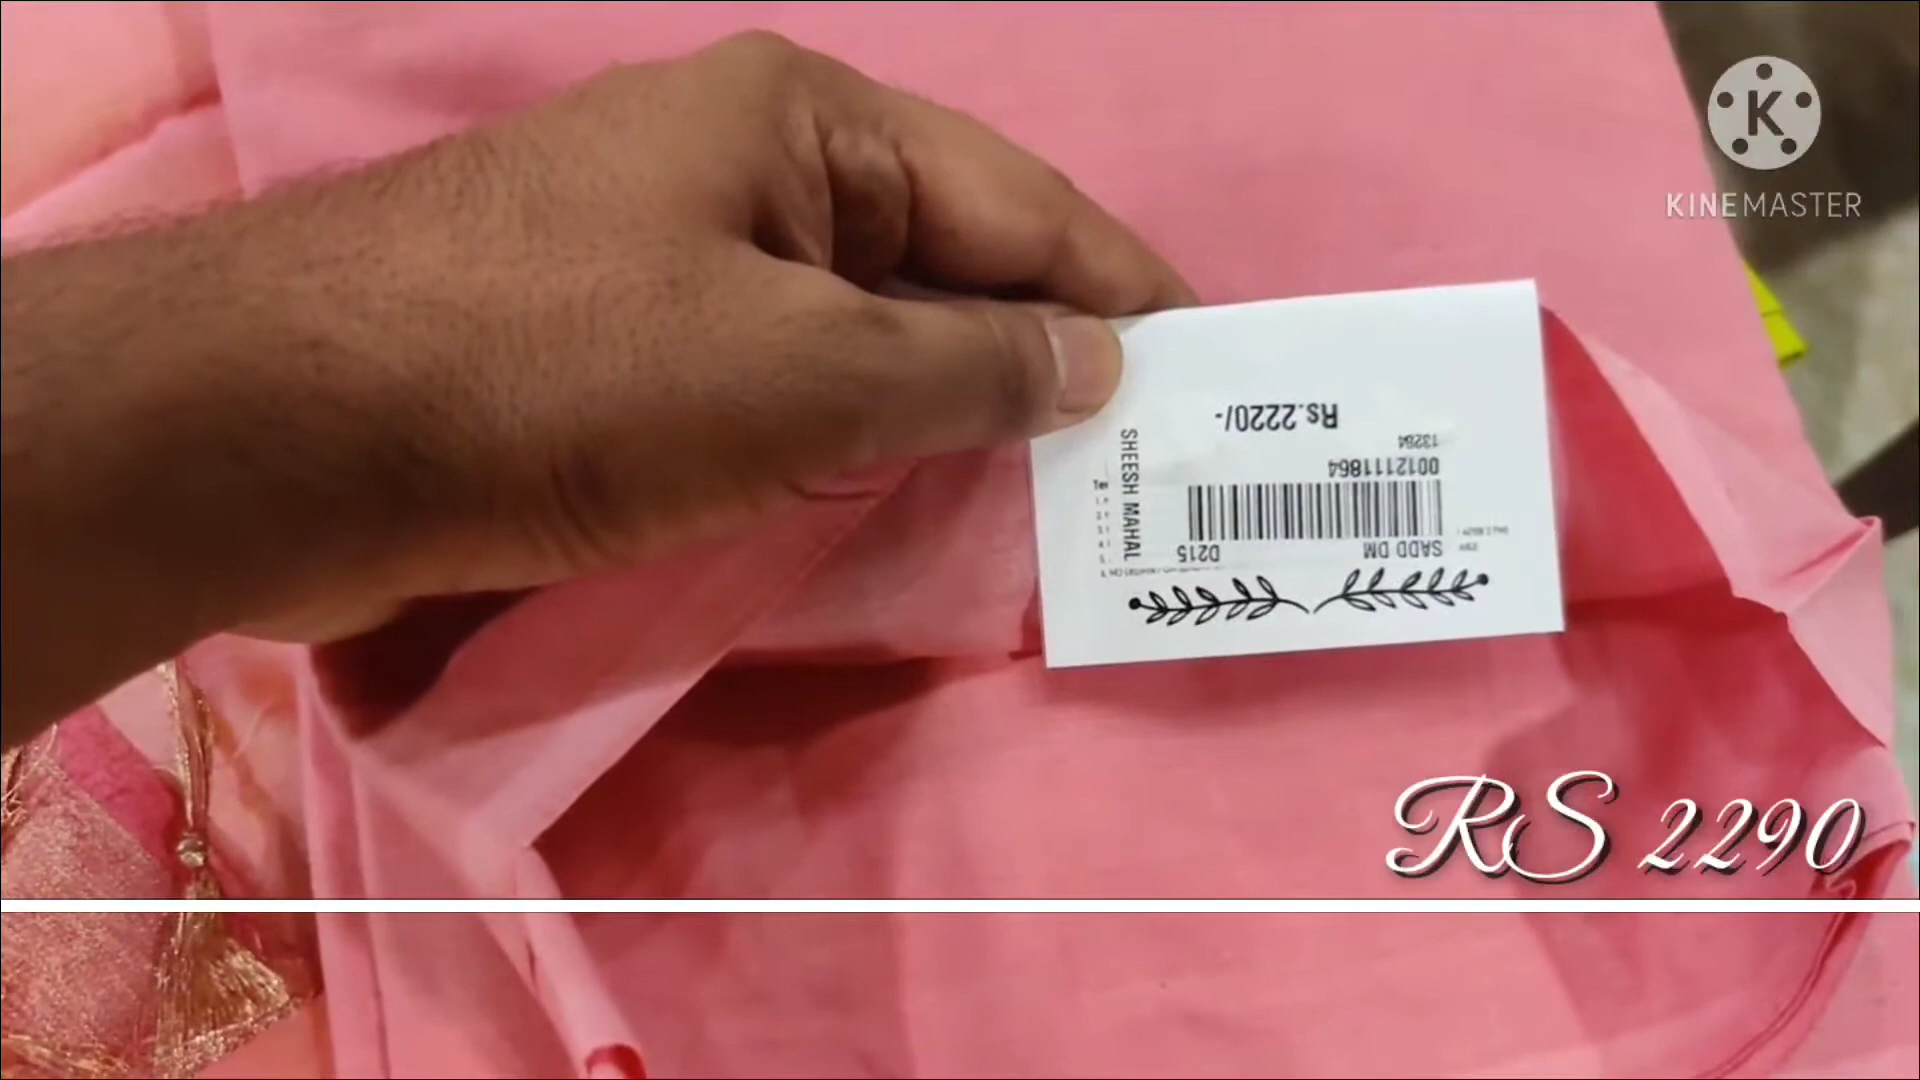 K
KINEMASTER
SADD DM D215
0012111864
13284
Rs.2220/-
SHEESH MAHAL
RS 2290